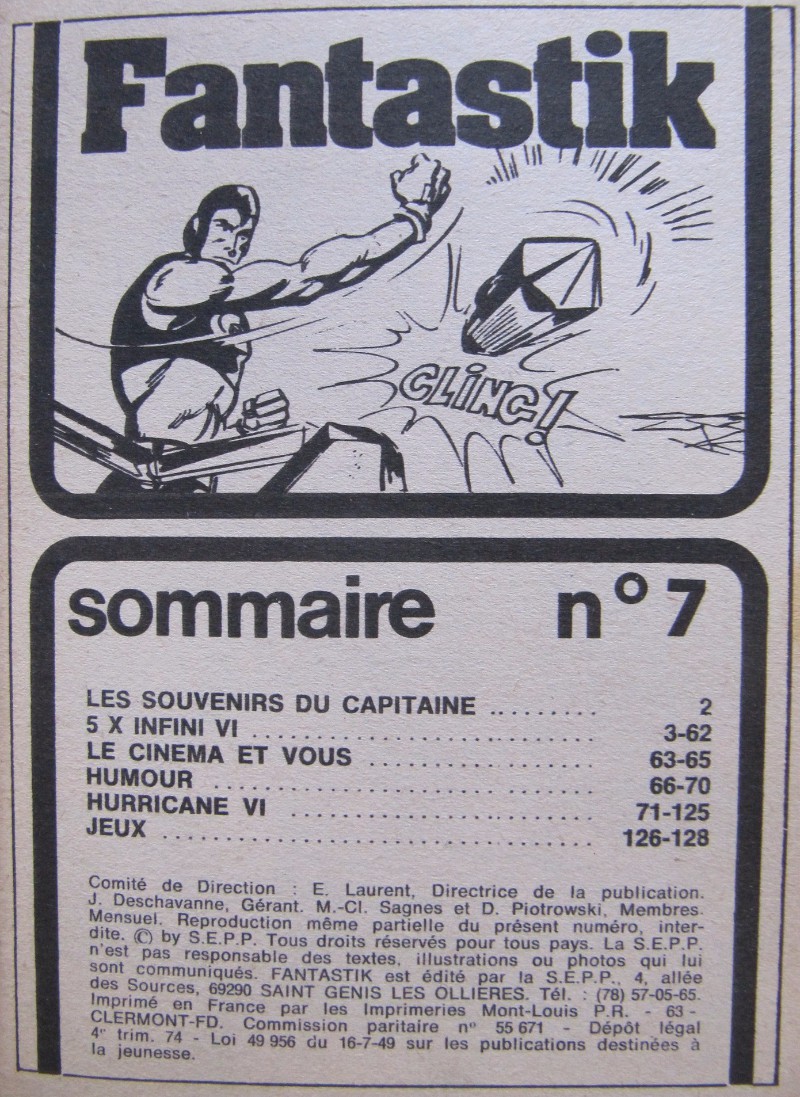 Fantastik
CLING!
sommaire n° 7
LES SOUVENIRS DU CAPITAINE ......... 2
5 X INFINI VI ........................ 3-62
LE CINEMA ET VOUS .................. 63-65
HUMOUR ............................. 66-70
HURRICANE VI ....................... 71-125
JEUX ................................ 126-128
Comité de Direction : E. Laurent, Directrice de la publication.
J. Deschavanne, Gérant. M.-Cl. Sagnes et D. Piotrowski, Membres.
Mensuel. Reproduction même partielle du présent numéro, inter-
dite. © by S.E.P.P. Tous droits réservés pour tous pays. La S.E.P.P.
n'est pas responsable des textes, illustrations ou photos qui lui
sont communiqués. FANTASTIK est édité par la S.E.P.P., 4, allée
des Sources, 69290 SAINT GENIS LES OLLIERES. Tél. : (78) 57-05-65.
Imprimé en France par les Imprimeries Mont-Louis P.R. - 63 -
CLERMONT-FD. Commission paritaire n° 55 671 - Dépôt légal
4e trim. 74 - Loi 49 956 du 16-7-49 sur les publications destinées à
la jeunesse.